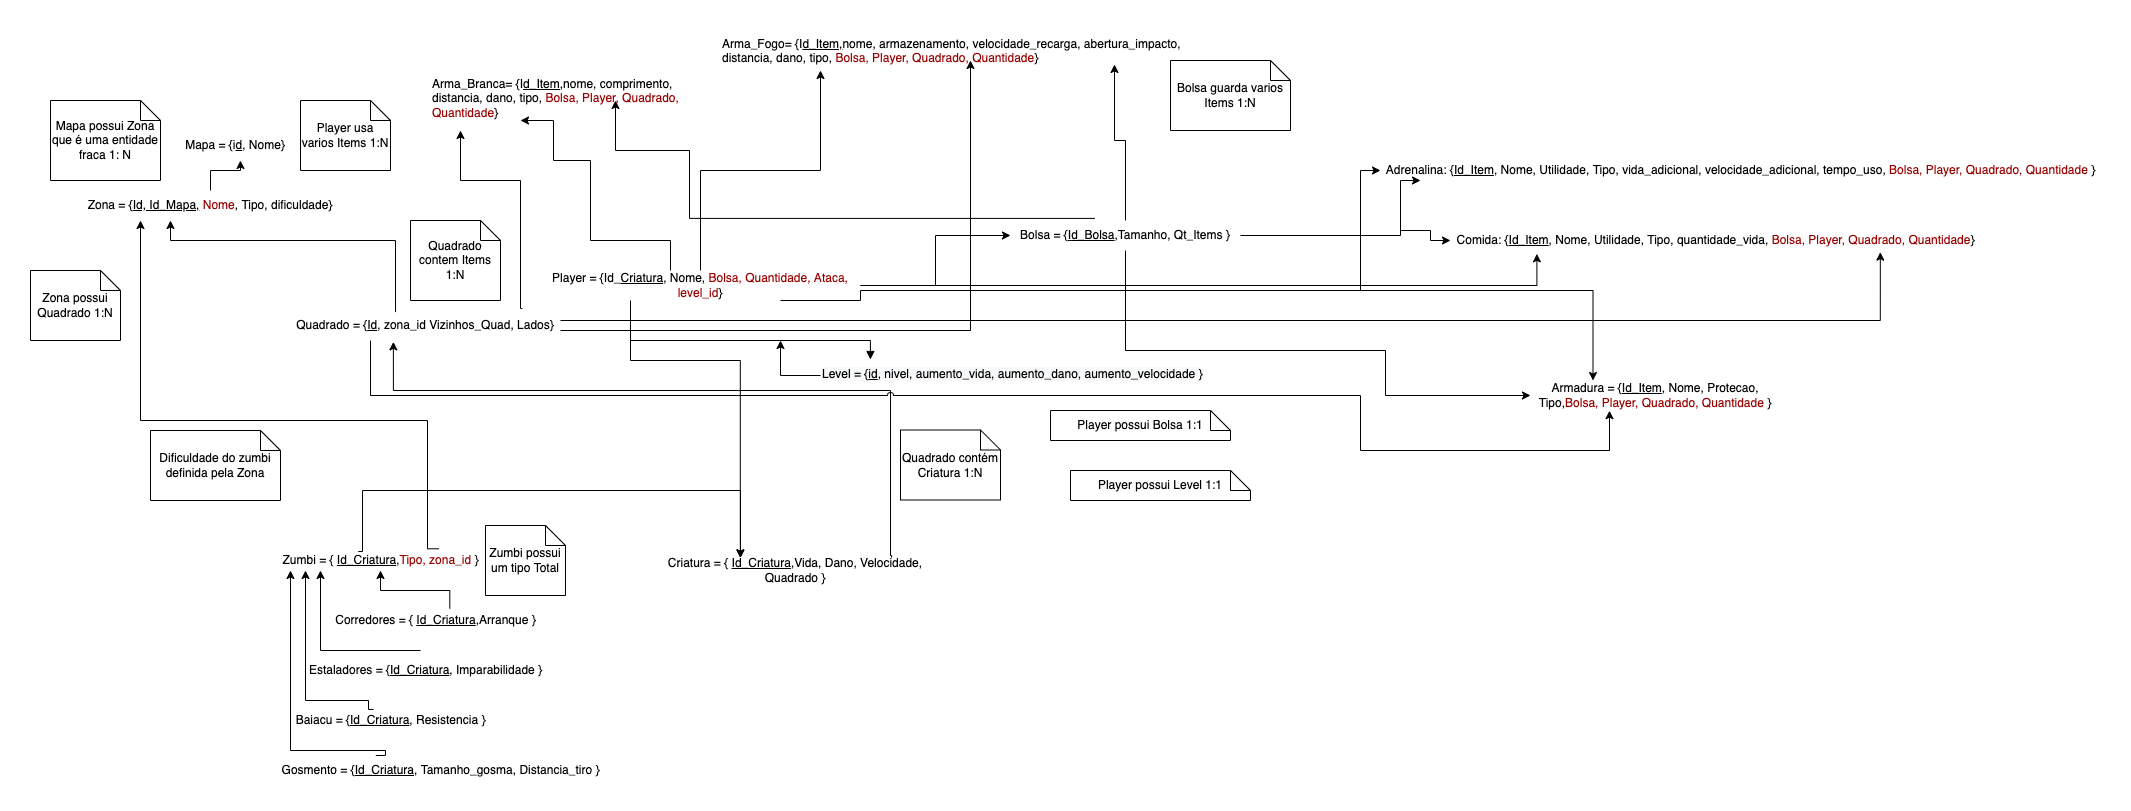 Arma_Fogo= {Id_Item,nome, armazenamento, velocidade_recarga, abertura_impacto,
distancia, dano, tipo, Bolsa, Player, Quadrado, Quantidade}
Arma_Branca= {Id_Item,nome, comprimento,
distancia, dano, tipo, Bolsa, Player, Quadrado,
Quantidade}
Bolsa guarda varios
Items 1:N
Mapa possui Zona
que é uma entidade
fraca 1: N
Mapa = {id, Nome}
Player usa
varios Items 1:N
Adrenalina: {Id_Item, Nome, Utilidade, Tipo, vida_adicional, velocidade_adicional, tempo_uso, Bolsa, Player, Quadrado, Quantidade }
Zona = {Id, Id_Mapa, Nome, Tipo, dificuldade}
Quadrado
contem Items
1:N
Bolsa = {Id_Bolsa,Tamanho, Qt_Items }
Comida: {Id_Item, Nome, Utilidade, Tipo, quantidade_vida, Bolsa, Player, Quadrado, Quantidade}
Player = {Id_Criatura, Nome, Bolsa, Quantidade, Ataca,
level_id}
Zona possui
Quadrado 1:N
Quadrado = {Id, zona_id Vizinhos_Quad, Lados}
Level = {id, nivel, aumento_vida, aumento_dano, aumento_velocidade }
Armadura = {Id_Item, Nome, Protecao,
Tipo,Bolsa, Player, Quadrado, Quantidade }
Player possui Bolsa 1:1
Dificuldade do zumbi
definida pela Zona
Quadrado contém
Criatura 1:N
Player possui Level 1:1
Zumbi = { Id_Criatura,Tipo, zona_id }
Zumbi possui
um tipo Total
Criatura = { Id_Criatura,Vida, Dano, Velocidade,
Quadrado }
Corredores = { Id_Criatura,Arranque }
Estaladores = {Id_Criatura, Imparabilidade }
Baiacu = {Id_Criatura, Resistencia }
Gosmento = {Id_Criatura, Tamanho_gosma, Distancia_tiro }